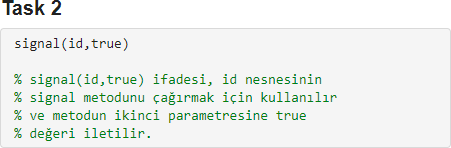 Task 2
signal(id,true)
% signal(id,true) ifadesi, id nesnesinin
% signal metodunu çağırmak için kullanılır
% ve metodun ikinci parametresine true
% değeri iletilir.